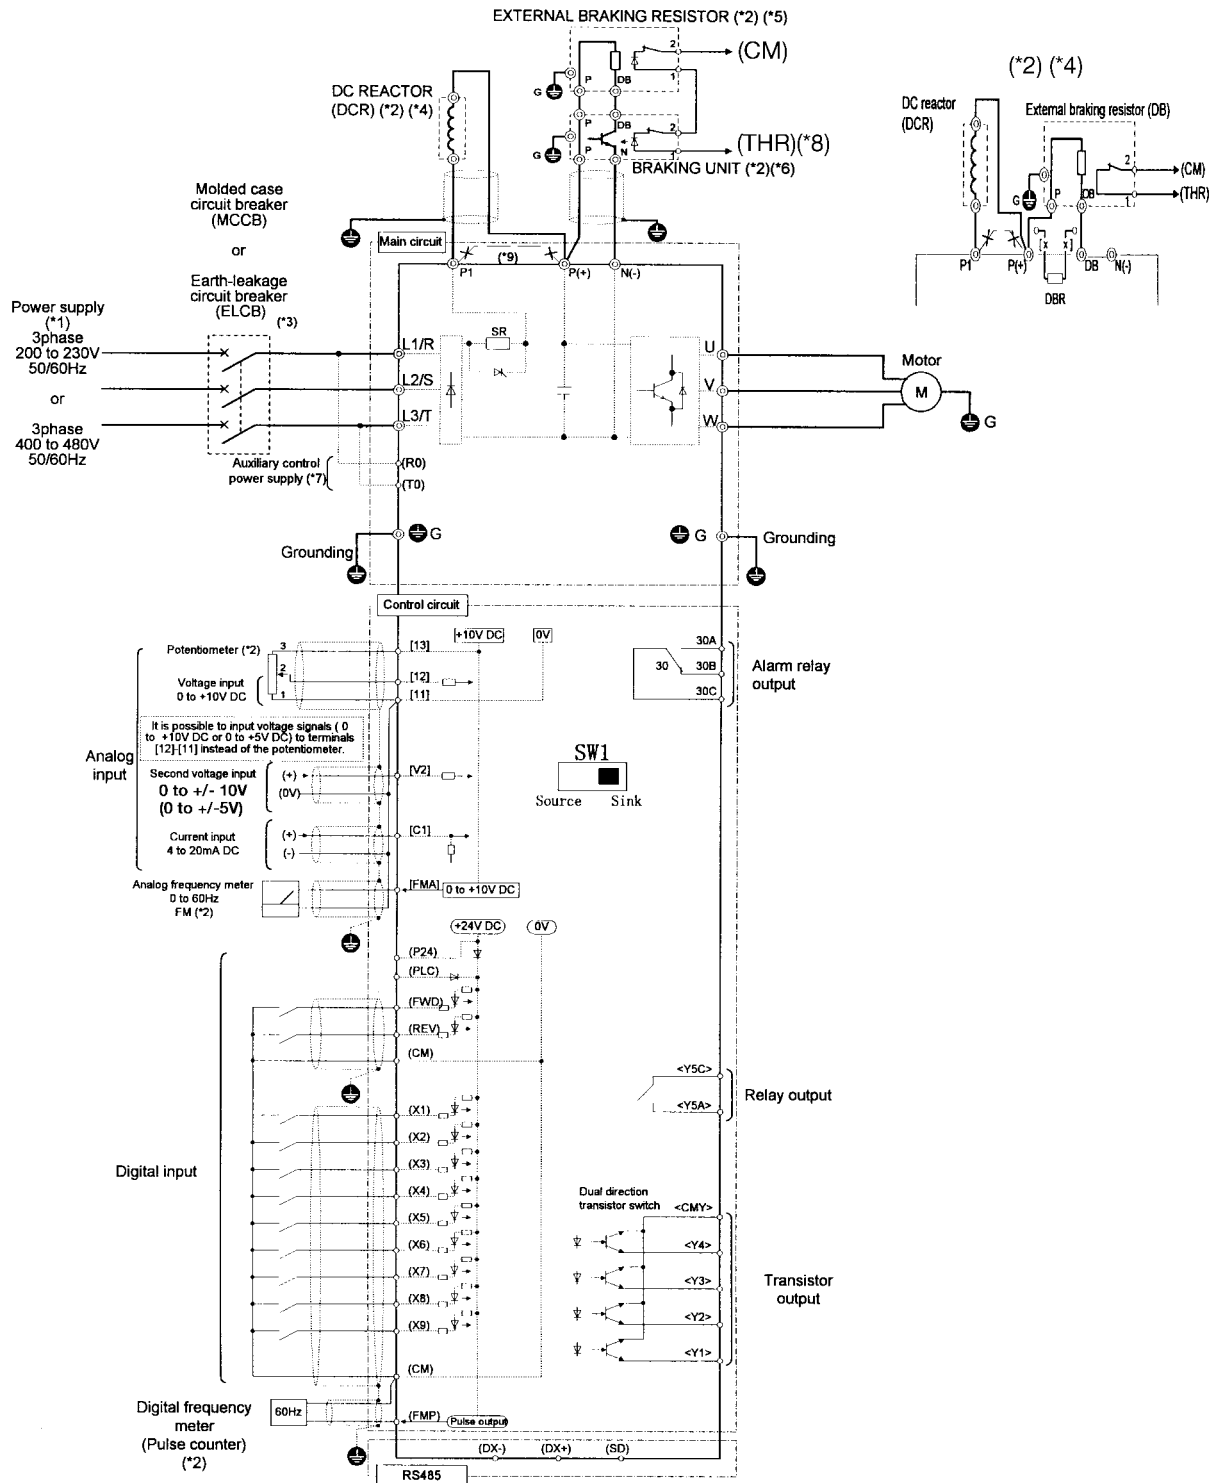 EXTERNAL BRAKING RESISTOR (*2) (*5)
2
(CM)
P
DB
1
G
DC REACTOR
(DCR) (*2) (*4)
P
DB
2
(THR)(*8)
P
N
1
G
BRAKING UNIT (*2)(*6)
(*2) (*4)
DC reactor
(DCR)
External braking resistor (DB)
2
(CM)
(THR)
1
G
P
DB
[x
x]
P1
P(+)
DB
N(-)
DBR
Molded case
circuit breaker
(MCCB)
or
Earth-leakage
circuit breaker
(ELCB)
(*3)
Main circuit
(*9)
P1
P(+)
N(-)
Power supply
(*1)
3phase
200 to 230V
50/60Hz
or
3phase
400 to 480V
50/60Hz
L1/R
L2/S
L3/T
SR
U
V
W
Motor
M
G
Auxiliary control
power supply (*7)
(R0)
(T0)
G
Grounding
G
Grounding
Control circuit
+10V DC
0V
Analog
input
Potentiometer (*2)
3
2
1
[13]
[12]
[11]
Voltage input
0 to +10V DC
It is possible to input voltage signals ( 0
to +10V DC or 0 to +5V DC) to terminals
[12]-[11] instead of the potentiometer.
Second voltage input
0 to +/- 10V
(0 to +/-5V)
(+)
(0V)
[V2]
Current input
4 to 20mA DC
(+)
(-)
[C1]
Analog frequency meter
0 to 60Hz
FM (*2)
[FMA]
0 to +10V DC
30A
30
30B
30C
Alarm relay
output
SW1
Source
Sink
+24V DC
0V
(P24)
(PLC)
(FWD)
(REV)
(CM)
Digital input
(X1)
(X2)
(X3)
(X4)
(X5)
(X6)
(X7)
(X8)
(X9)
(CM)
<Y5C>
<Y5A>
Relay output
Dual direction
transistor switch
<CMY>
<Y4>
<Y3>
<Y2>
<Y1>
Transistor
output
Digital frequency
meter
(Pulse counter)
(*2)
60Hz
(FMP)
Pulse output
(DX-)
(DX+)
(SD)
RS485